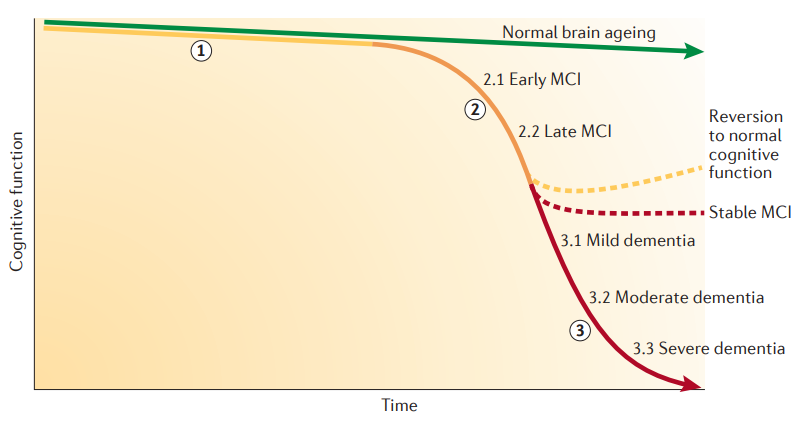 Normal brain ageing
1
2.1 Early MCI
2
2.2 Late MCI
Reversion
to normal
cognitive
function
Stable MCI
3.1 Mild dementia
3.2 Moderate dementia
3
3.3 Severe dementia
Cognitive function
Time